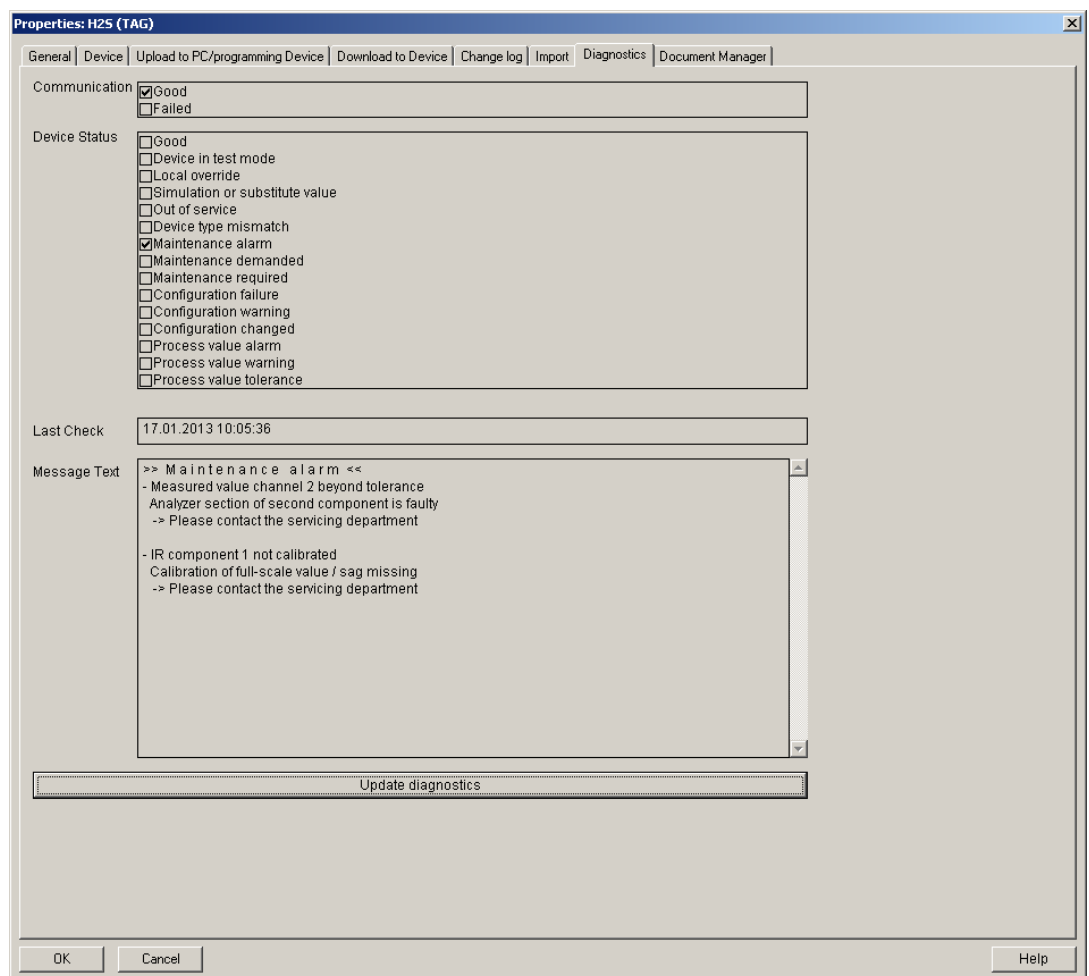 Properties: H2S (TAG)
General Device Upload to PC/programming Device Download to Device Change log Import Diagnostics Document Manager
Communication
Good
Failed
Device Status
Good
Device in test mode
Local override
Simulation or substitute value
Out of service
Device type mismatch
Maintenance alarm
Maintenance demanded
Maintenance required
Configuration failure
Configuration warning
Configuration changed
Process value alarm
Process value warning
Process value tolerance
Last Check
17.01.2013 10:05:36
Message Text
>> M a i n t e n a n c e   a l a r m <<
- Measured value channel 2 beyond tolerance
Analyzer section of second component is faulty
-> Please contact the servicing department
- IR component 1 not calibrated
Calibration of full-scale value / sag missing
-> Please contact the servicing department
Update diagnostics
OK Cancel Help